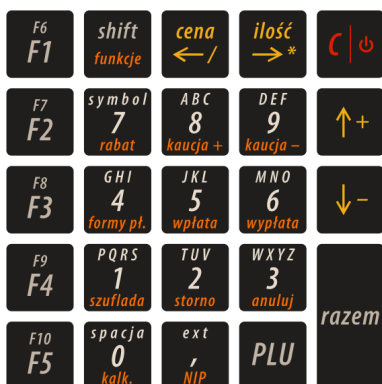 F6 shift cena ilość C | ⏻
F1 funkcje ← / → *
F7 symbol ABC DEF ↑ +
F2 7 8 9
rabat kaucja + kaucja –
F8 GHI JKL MNO ↓ –
F3 4 5 6
formy pł. wpłata wypłata
F9 PQRS TUV WXYZ
F4 1 2 3
szuflada storno anuluj
razem
F10 spacja ext PLU
F5 0 ,
kalk. NIP